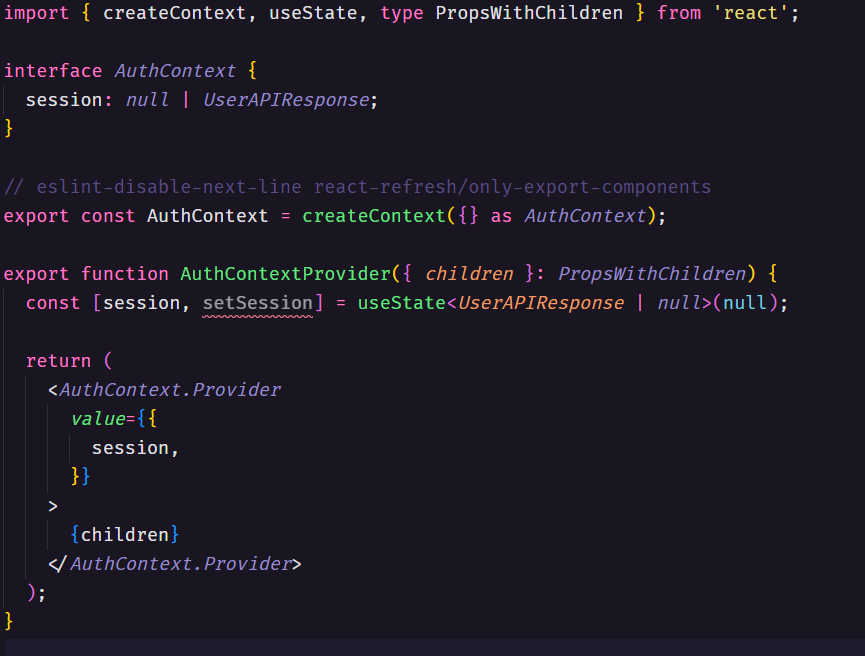 import { createContext, useState, type PropsWithChildren } from 'react';
interface AuthContext {
session: null | UserAPIResponse;
}
// eslint-disable-next-line react-refresh/only-export-components
export const AuthContext = createContext({} as AuthContext);
export function AuthContextProvider({ children }: PropsWithChildren) {
const [session, setSession] = useState<UserAPIResponse | null>(null);
return (
<AuthContext.Provider
value={{
session,
}}
>
{children}
</AuthContext.Provider>
);
}